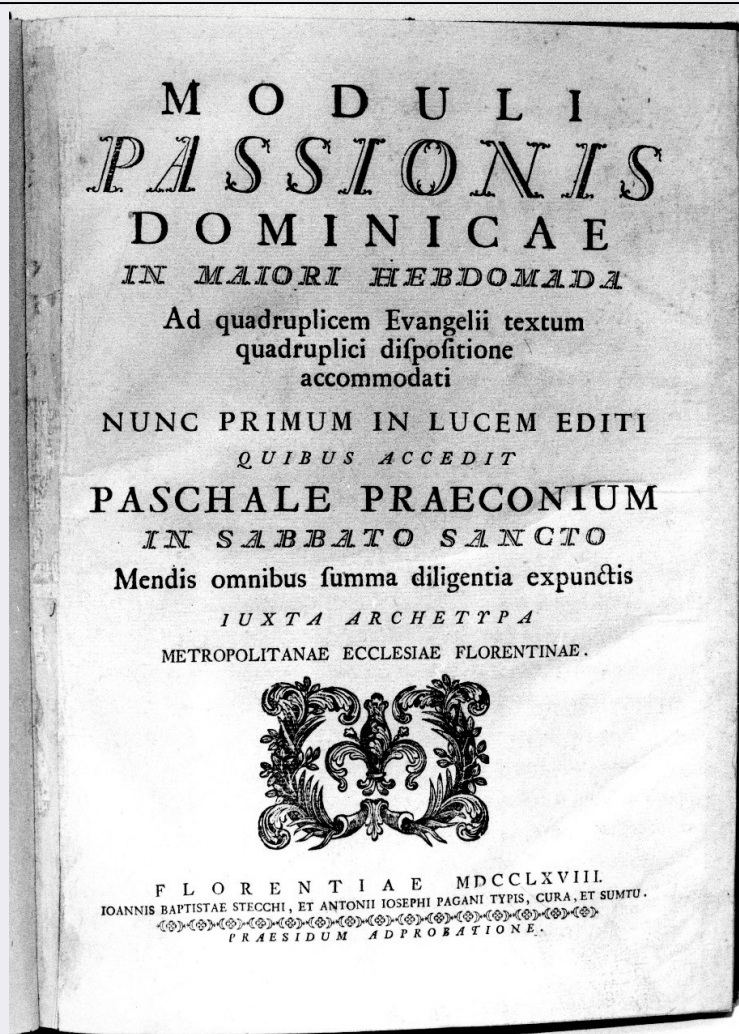 MODULI
PASSIONIS
DOMINICAE
IN MAIORI HEBDOMADA
Ad quadruplicem Evangelii textum
quadruplici diſpoſitione
accommodati
NUNC PRIMUM IN LUCEM EDITI
QUIBUS ACCEDIT
PASCHALE PRAECONIUM
IN SABBATO SANCTO
Mendis omnibus ſumma diligentia expunctis
IUXTA ARCHETYPA
METROPOLITANAE ECCLESIAE FLORENTINAE.
FLORENTIAE MDCCLXVIII.
IOANNIS BAPTISTAE STECCHI, ET ANTONII IOSEPHI PAGANI TYPIS, CURA, ET SUMTU.
PRAESIDUM ADPROBATIONE.